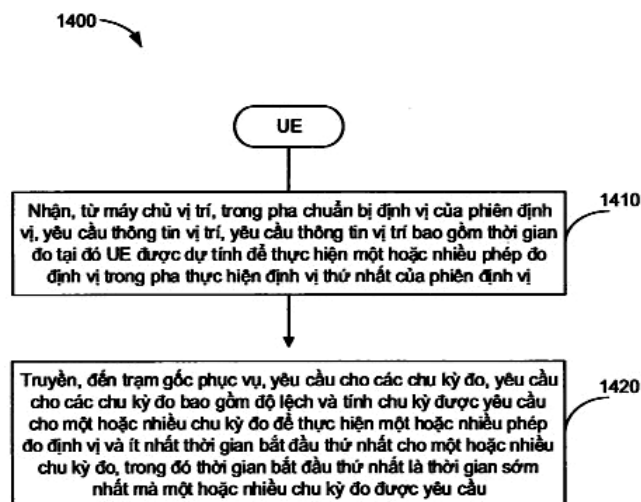 1400
UE
Nhận, từ máy chủ vị trí, trong pha chuẩn bị định vị của phiên định
vị, yêu cầu thông tin vị trí, yêu cầu thông tin vị trí bao gồm thời gian
đo tại đó UE được dự tính để thực hiện một hoặc nhiều phép đo
định vị trong pha thực hiện định vị thứ nhất của phiên định vị
1410
Truyền, đến trạm gốc phục vụ, yêu cầu cho các chu kỳ đo, yêu cầu
cho các chu kỳ đo bao gồm độ lệch và tính chu kỳ được yêu cầu
cho một hoặc nhiều chu kỳ đo để thực hiện một hoặc nhiều phép
đo định vị và ít nhất thời gian bắt đầu thứ nhất cho một hoặc nhiều
chu kỳ đo, trong đó thời gian bắt đầu thứ nhất là thời gian sớm
nhất mà một hoặc nhiều chu kỳ đo được yêu cầu
1420